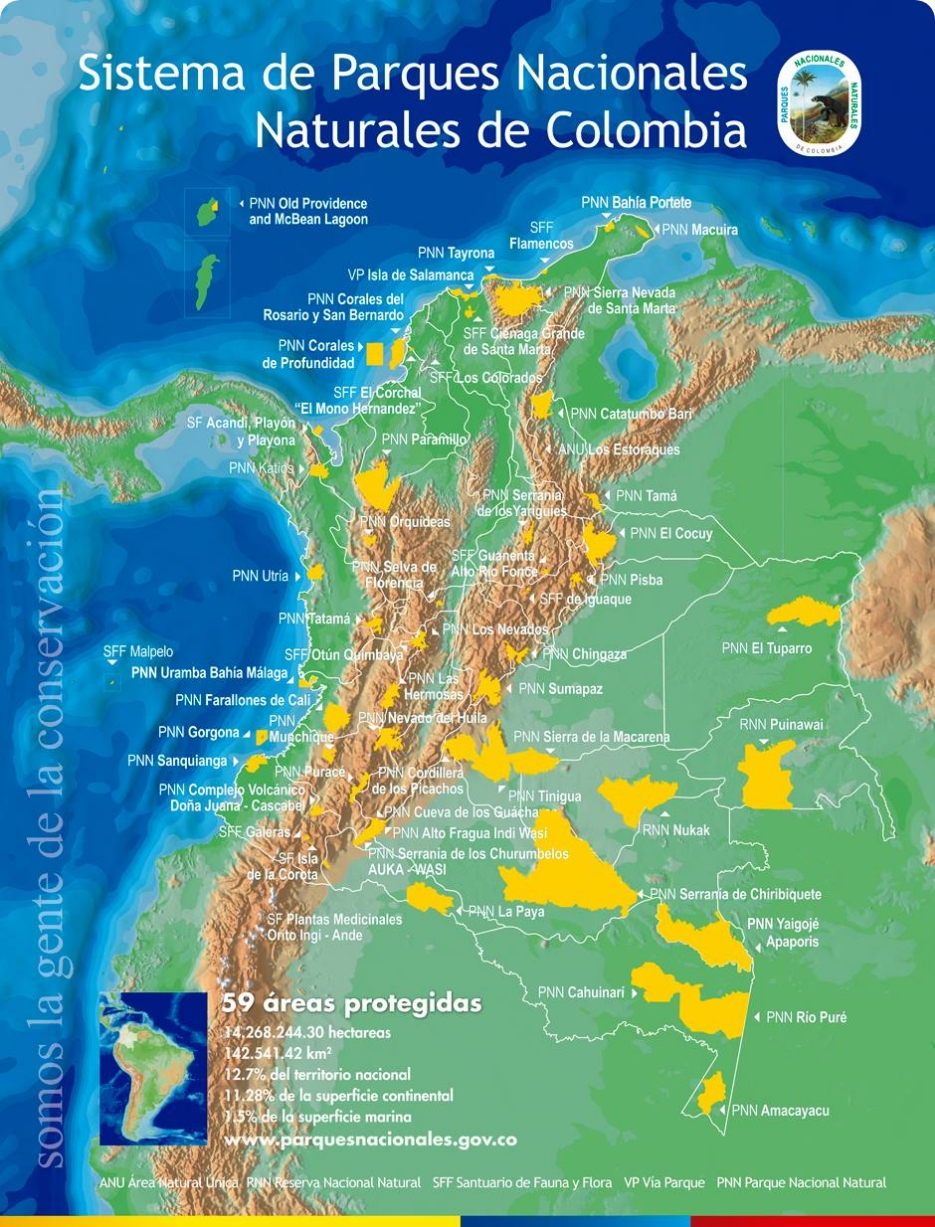 Sistema de Parques Nacionales
Naturales de Colombia
PARQUES
NACIONALES
NATURALES
DE COLOMBIA
PNN Old Providence
and McBean Lagoon
PNN Bahía Portete
PNN Macuira
SFF
Flamencos
PNN Tayrona
VP Isla de Salamanca
PNN Sierra Nevada
de Santa Marta
PNN Corales del
Rosario y San Bernardo
SFF Ciénaga Grande
de Santa Marta
PNN Corales
de Profundidad
SFF Los Colorados
SFF El Corchal
“El Mono Hernandez”
PNN Catatumbo Bari
SF Acandi, Playón
y Playona
PNN Paramillo
ANU Los Estoraques
PNN Katios
PNN Serrania
de los Yariguies
PNN Tamá
PNN Orquideas
PNN El Cocuy
SFF Guanentá
Alto Rio Fonce
PNN Selva de
Florencia
PNN Utría
PNN Pisba
SFF de Iguaque
PNN Tatamá
PNN Los Nevados
PNN El Tuparro
SFF Malpelo
SFF Otún Quimbaya
PNN Chingaza
PNN Uramba Bahía Málaga
PNN Las
Hermosas
PNN Sumapaz
PNN Farallones de Cali
PNN Nevado del Huila
PNN
Munchique
RNN Puinawai
PNN Gorgona
PNN Sierra de la Macarena
PNN Sanquianga
PNN Puracé
PNN Cordillera
de los Picachos
PNN Complejo Volcánico
Doña Juana - Cascabel
PNN Tinigua
PNN Cueva de los Guácha
SFF Galeras
PNN Alto Fragua Indi Wasi
RNN Nukak
SF Isla
de la Corota
PNN Serrania de los Churumbelos
AUKA -WASI
PNN Serranía de Chiribiquete
PNN La Paya
SF Plantas Medicinales
Orito Ingi - Ande
PNN Yaigojé
Apaporis
PNN Cahuinarí
PNN Río Puré
PNN Amacayacu
somos la gente de la conservación
59 áreas protegidas
14,268.244.30 hectareas
142.541.42 km²
12.7% del territorio nacional
11.28% de la superficie continental
1.5% de la superficie marina
www.parquesnacionales.gov.co
ANU Área Natural Única RNN Reserva Nacional Natural SFF Santuario de Fauna y Flora VP Vía Parque PNN Parque Nacional Natural